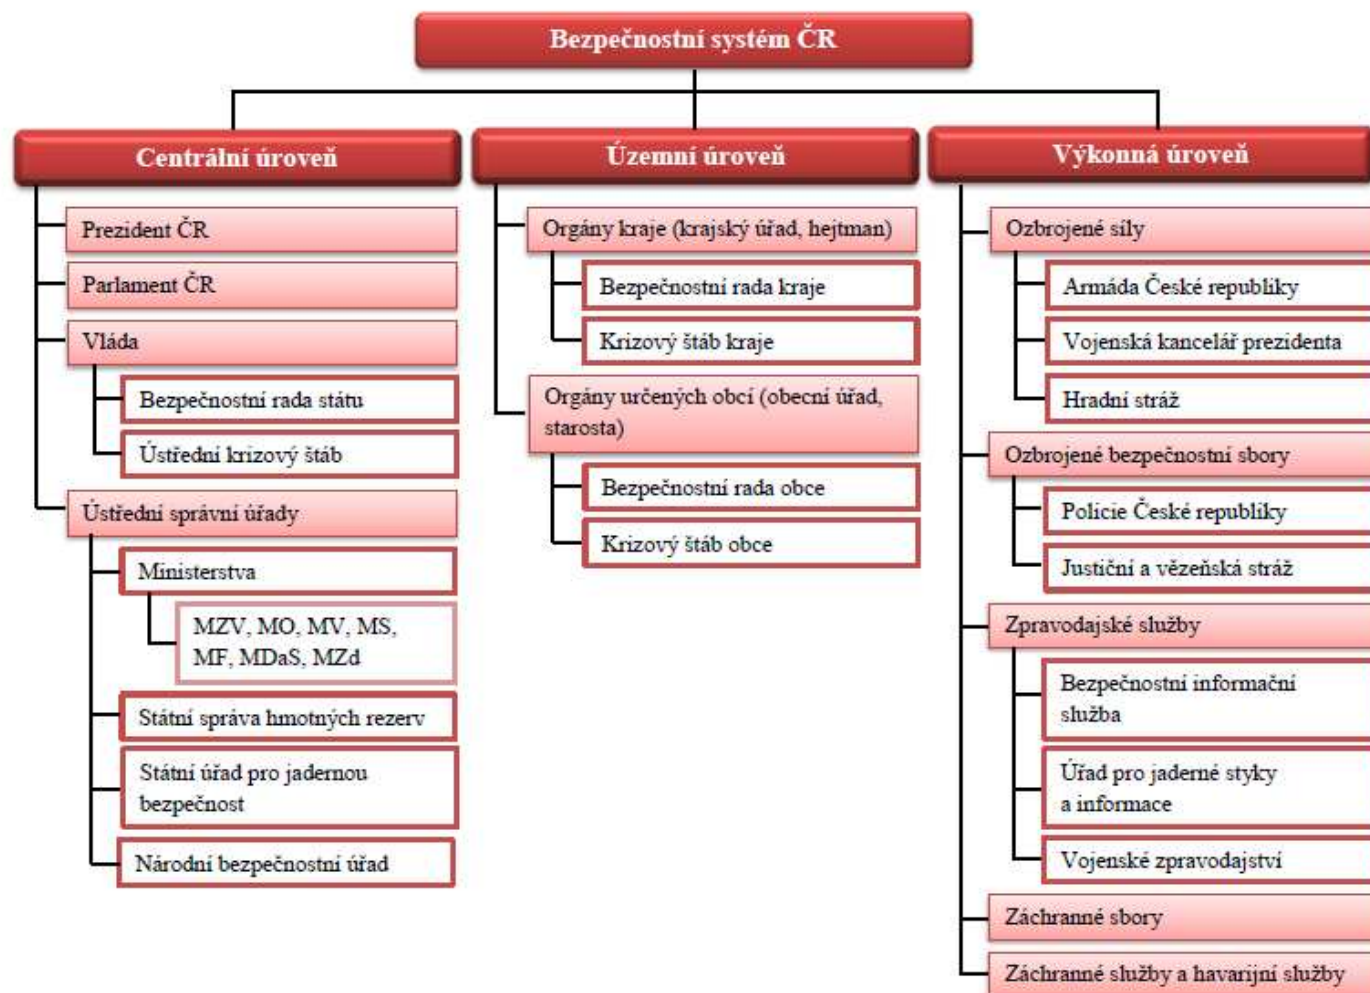 Bezpečnostní systém ČR
Centrální úroveň
Prezident ČR
Parlament ČR
Vláda
Bezpečnostní rada státu
Ústřední krizový štáb
Ústřední správní úřady
Ministerstva
MZV, MO, MV, MS,
MF, MDaS, MZd
Státní správa hmotných rezerv
Státní úřad pro jadernou
bezpečnost
Národní bezpečnostní úřad
Územní úroveň
Orgány kraje (krajský úřad, hejtman)
Bezpečnostní rada kraje
Krizový štáb kraje
Orgány určených obcí (obecní úřad,
starosta)
Bezpečnostní rada obce
Krizový štáb obce
Výkonná úroveň
Ozbrojené síly
Armáda České republiky
Vojenská kancelář prezidenta
Hradní stráž
Ozbrojené bezpečnostní sbory
Policie České republiky
Justiční a vězeňská stráž
Zpravodajské služby
Bezpečnostní informační
služba
Úřad pro jaderné styky
a informace
Vojenské zpravodajství
Záchranné sbory
Záchranné služby a havarijní služby